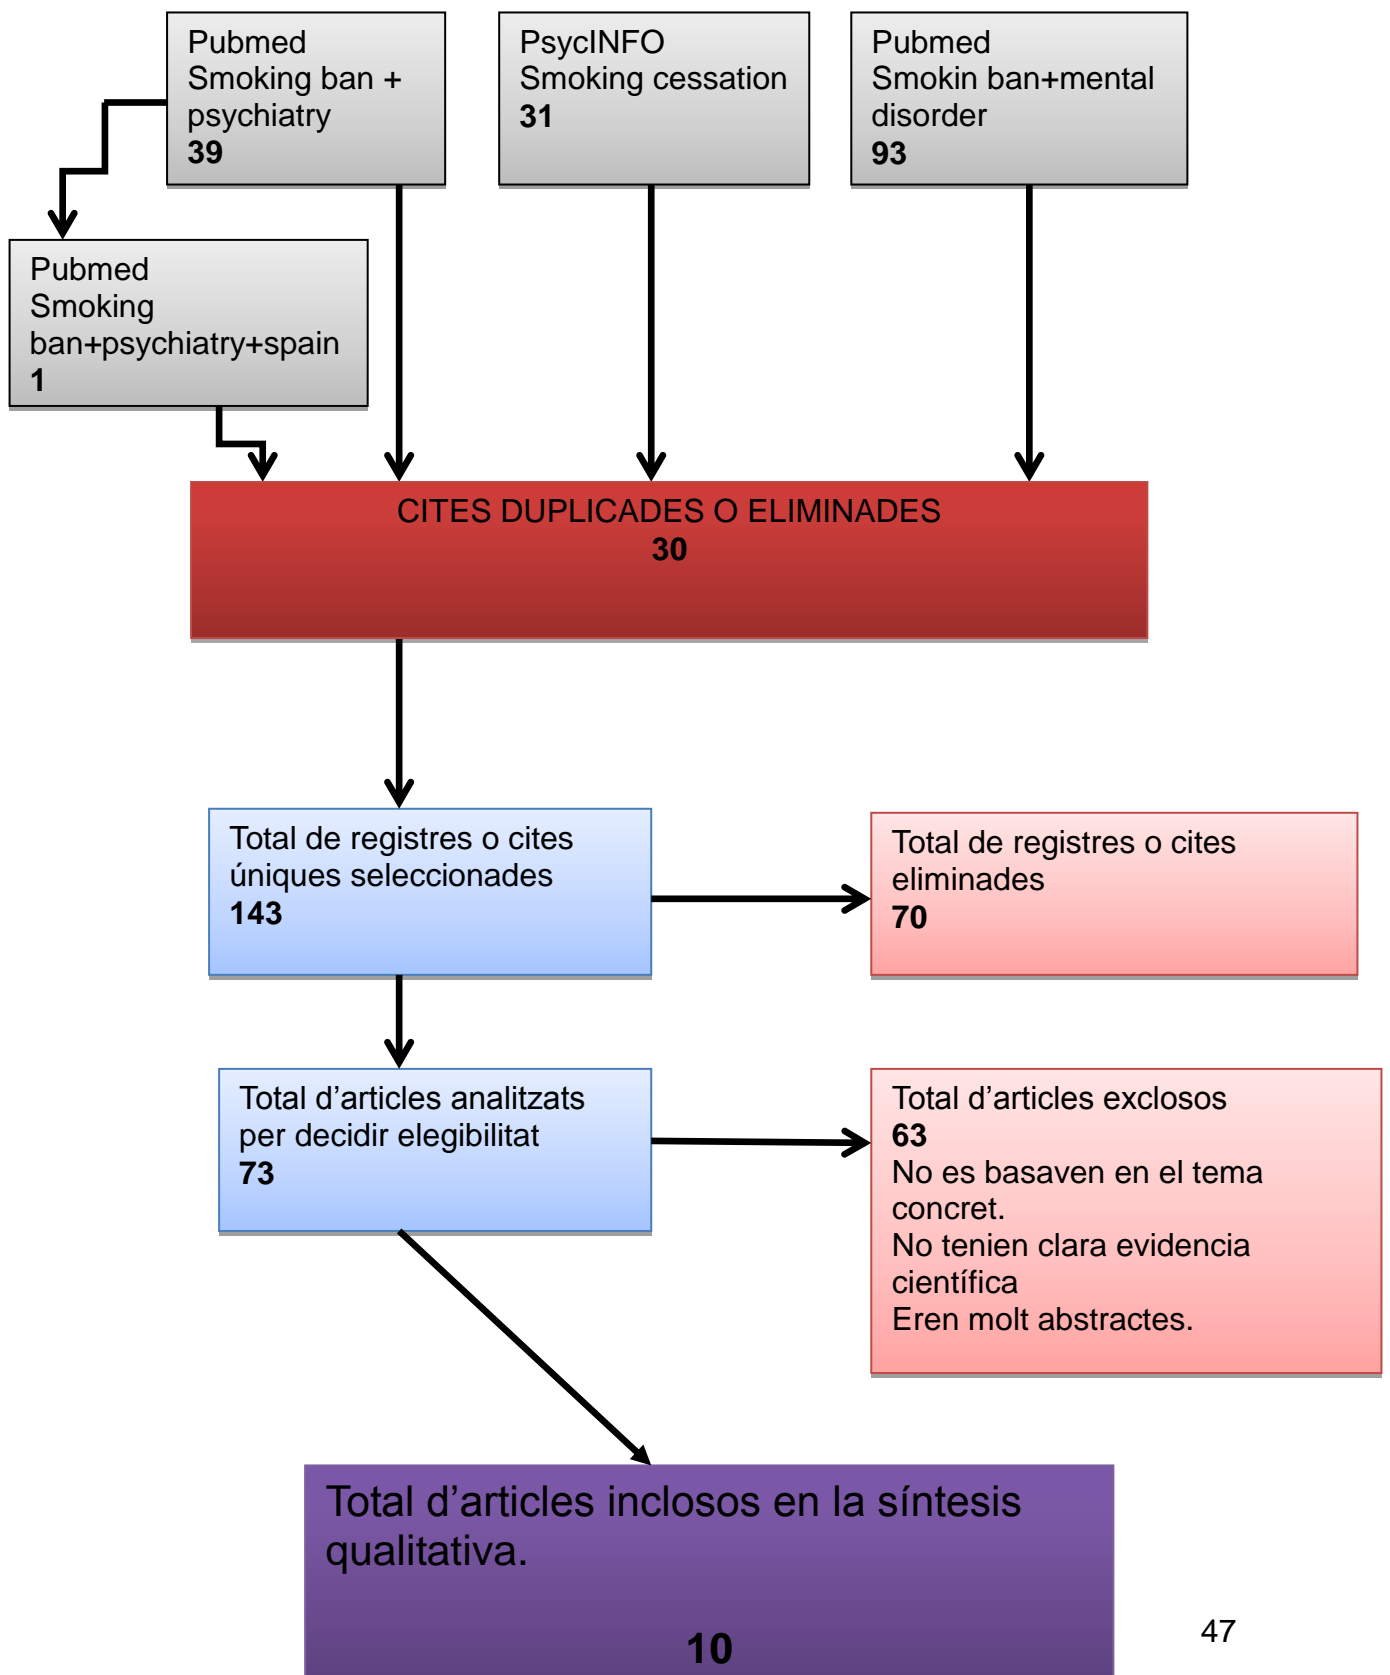 Pubmed
Smoking ban +
psychiatry
39
PsycINFO
Smoking cessation
31
Pubmed
Smokin ban+mental
disorder
93
Pubmed
Smoking
ban+psychiatry+spain
1
CITES DUPLICADES O ELIMINADES
30
Total de registres o cites
úniques seleccionades
143
Total de registres o cites
eliminades
70
Total d’articles analitzats
per decidir elegibilitat
73
Total d’articles exclosos
63
No es basaven en el tema
concret.
No tenien clara evidencia
científica
Eren molt abstractes.
Total d’articles inclosos en la síntesis
qualitativa.
10
47